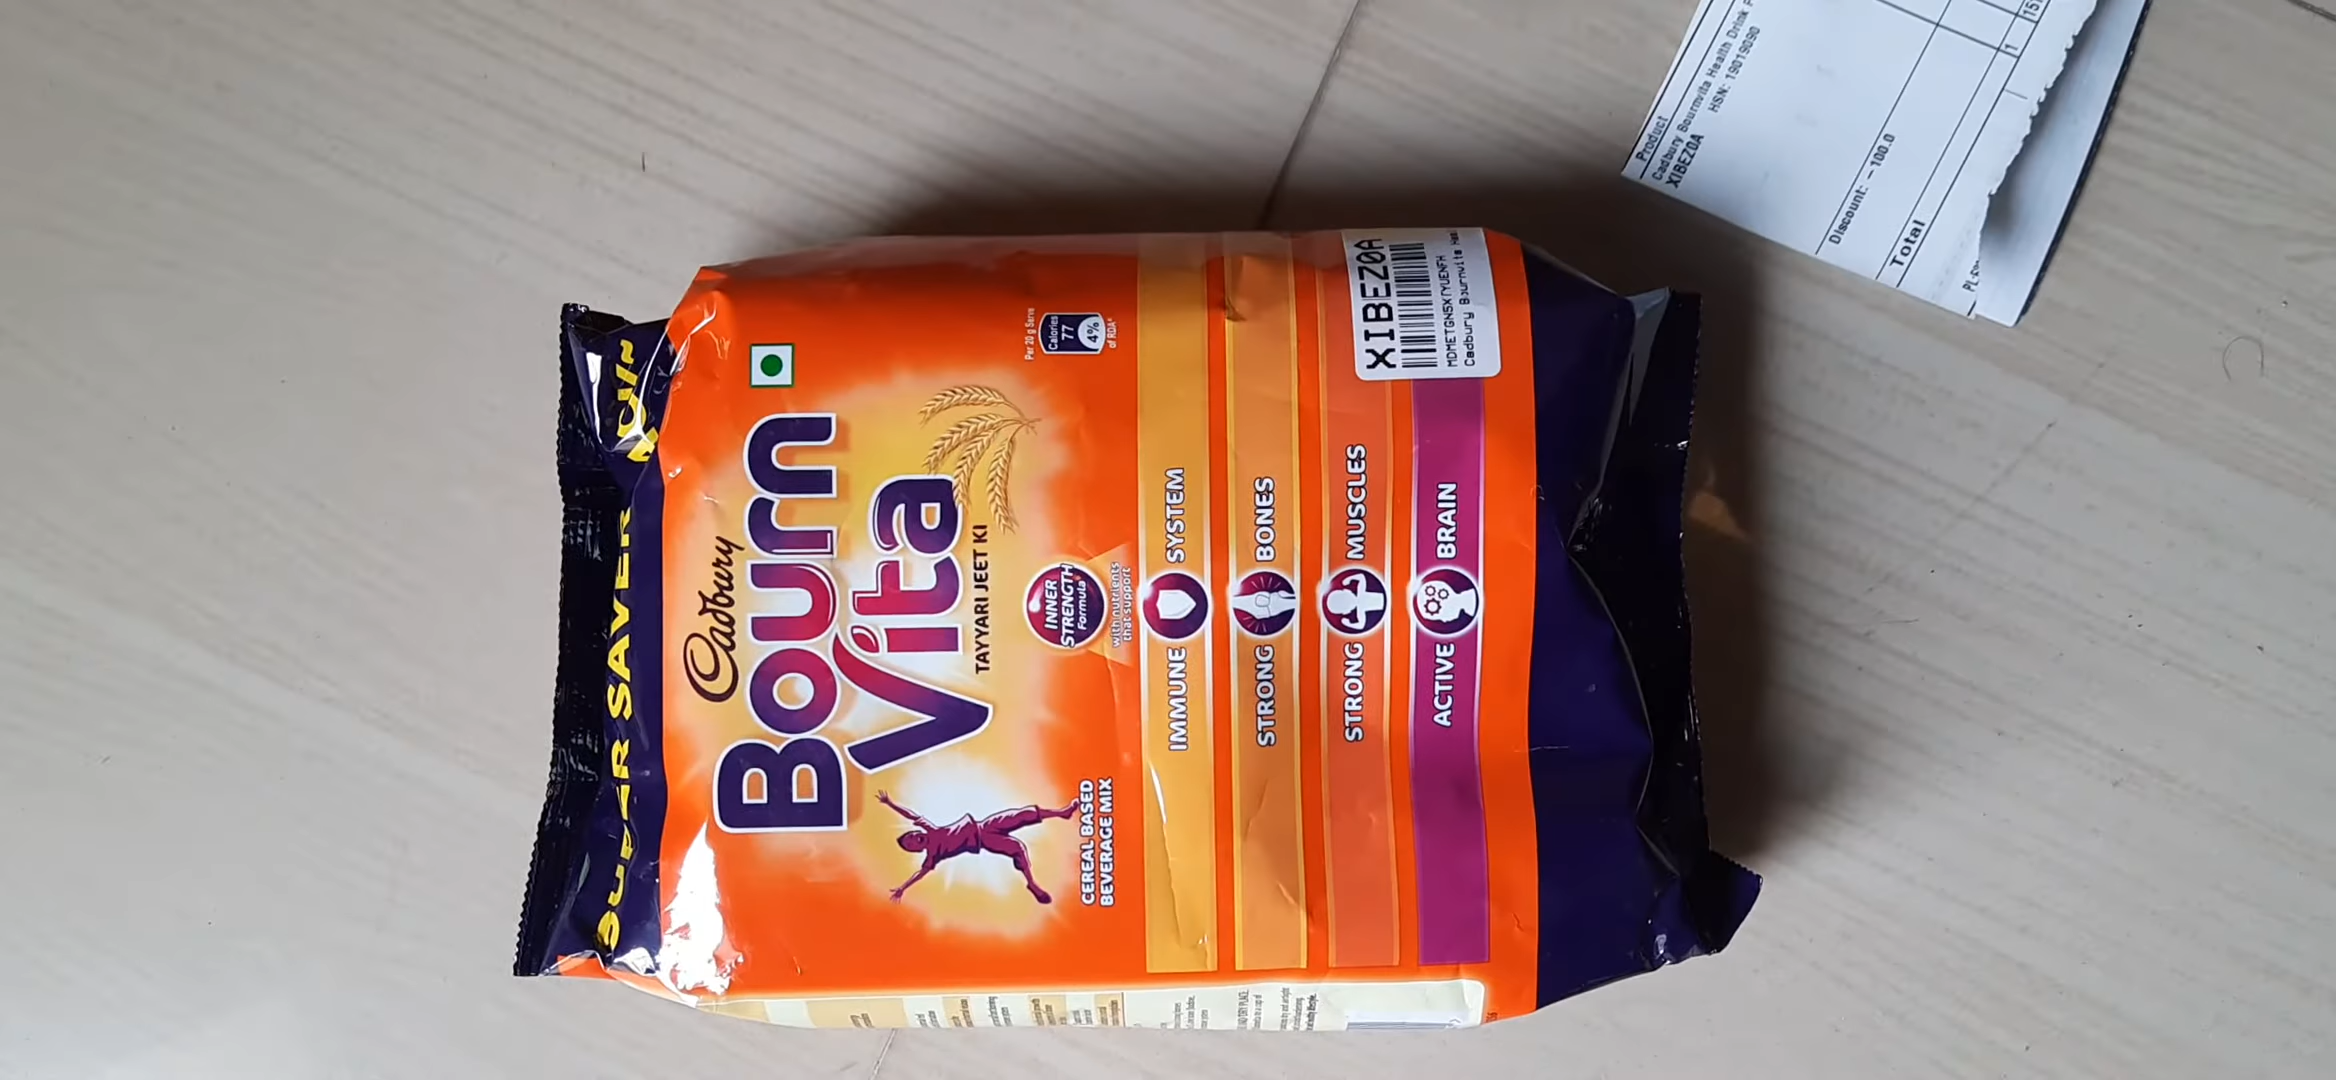 SUPER SAVER PACK
Cadbury
Bourn
Vita
TAYYARI JEET KI
CEREAL BASED
BEVERAGE MIX
INNER
STRENGTH
Formula
with nutrients
that support
Per 20 g Serve
Calories
77
4%
of RDA*
IMMUNE SYSTEM
STRONG BONES
STRONG MUSCLES
ACTIVE BRAIN
XIBEZ0A
Cadbury Bournvita
Product
Cadbury Bournvita Health Drink
XIBEZ0A HSN: 19019090
1
Discount: -100.0
Total